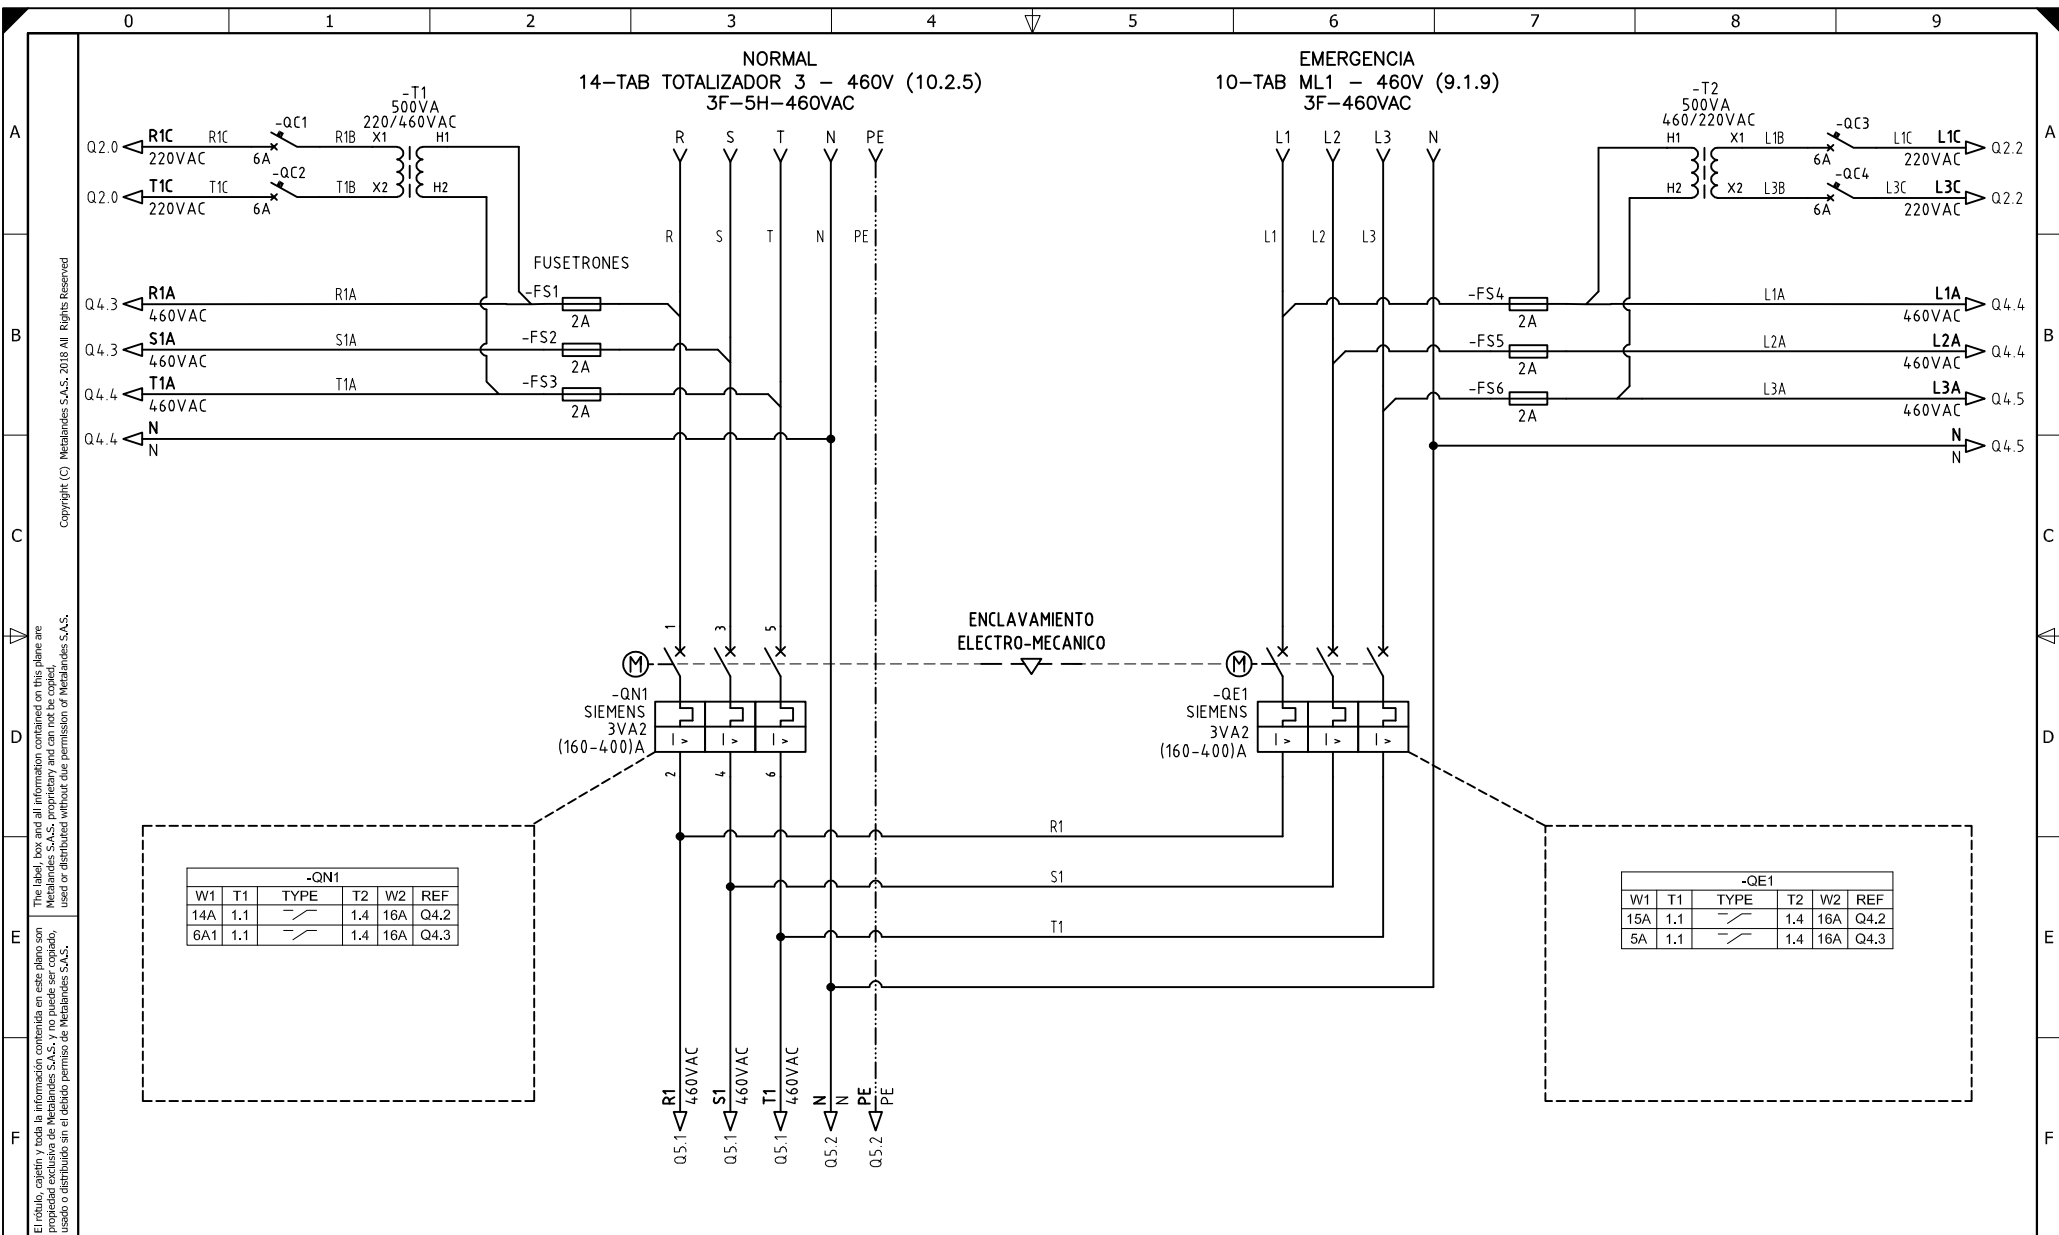 0 1 2 3 4 5 6 7 8 9
NORMAL
14-TAB TOTALIZADOR 3 - 460V (10.2.5)
3F-5H-460VAC
EMERGENCIA
10-TAB ML1 - 460V (9.1.9)
3F-460VAC
-T1
500VA
220/460VAC
-T2
500VA
460/220VAC
A
A
Q2.0 R1C R1C -QC1 R1B X1 H1
220VAC 6A
Q2.0 T1C T1C -QC2 T1B X2 H2
220VAC 6A
R S T N PE
L1 L2 L3 N
H1 X1 L1B -QC3 L1C L1C Q2.2
6A 220VAC
H2 X2 L3B -QC4 L3C L3C Q2.2
6A 220VAC
R S T N PE
L1 L2 L3
FUSETRONES
B
B
Q4.3 R1A R1A -FS1
460VAC 2A
Q4.3 S1A S1A -FS2
460VAC 2A
Q4.4 T1A T1A -FS3
460VAC 2A
Q4.4 N
N
-FS4 L1A L1A Q4.4
2A 460VAC
-FS5 L2A L2A Q4.4
2A 460VAC
-FS6 L3A L3A Q4.5
2A 460VAC
N Q4.5
N
C
C
ENCLAVAMIENTO
ELECTRO-MECANICO
1 3 5
M
M
-QN1
SIEMENS
3VA2
(160-400)A
I> I> I>
2 4 6
-QE1
SIEMENS
3VA2
(160-400)A
I> I> I>
D
D
R1
S1
T1
-QN1
W1 T1 TYPE T2 W2 REF
14A 1.1 1.4 16A Q4.2
6A1 1.1 1.4 16A Q4.3
-QE1
W1 T1 TYPE T2 W2 REF
15A 1.1 1.4 16A Q4.2
5A 1.1 1.4 16A Q4.3
E
E
R1 460VAC Q5.1
S1 460VAC Q5.1
T1 460VAC Q5.1
N N Q5.2
PE PE Q5.2
F
F
Copyright (C) Metalandes S.A.S. 2018 All Rights Reserved
The label, box and all information contained on this plane are
Metalandes S.A.S. proprietary and can not be copied,
used or distributed without due permission of Metalandes S.A.S.
El rótulo, cajetín y toda la información contenida en este plano son
propiedad exclusiva de Metalandes S.A.S. y no puede ser copiado,
usado o distribuido sin el debido permiso de Metalandes S.A.S.